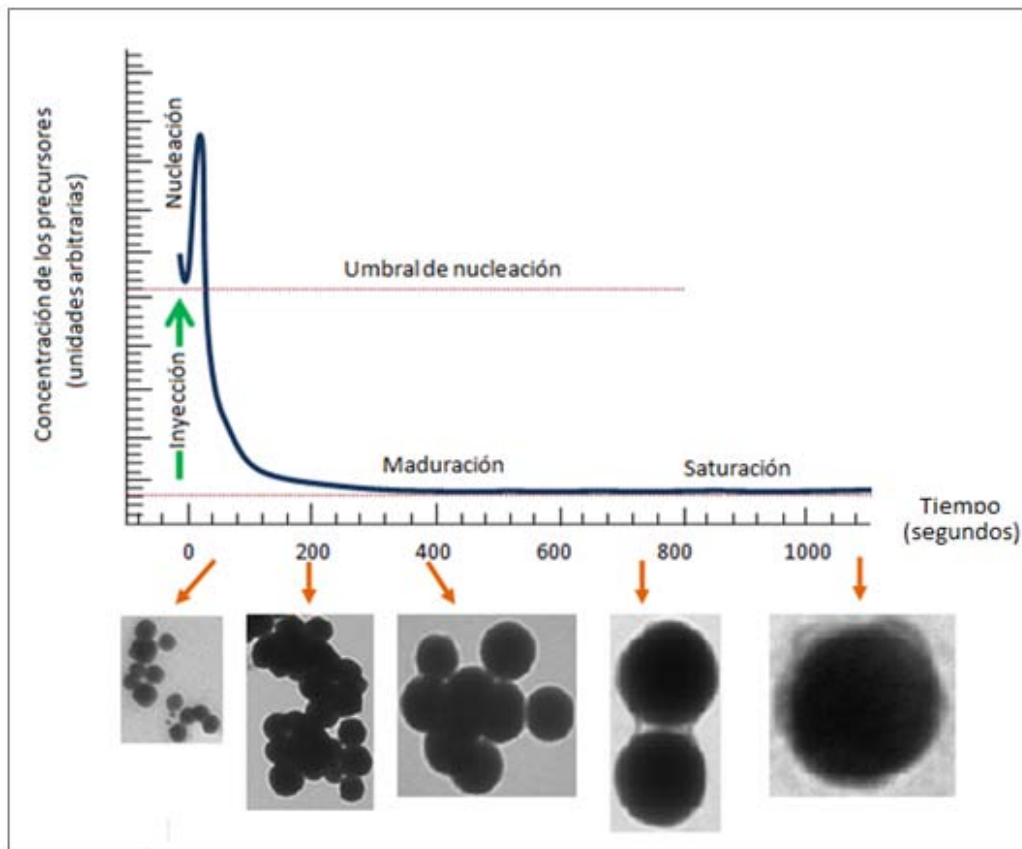 Concentración de los precursores
(unidades arbitrarias)
Nucleación
Inyección
Umbral de nucleación
Maduración
Saturación
Tiempo
(segundos)
0 200 400 600 800 1000